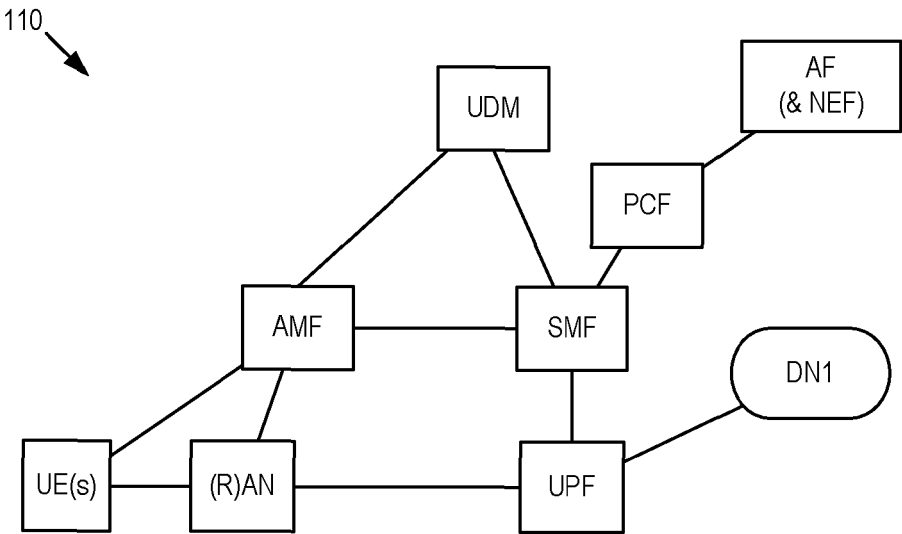 110
AF
(& NEF)
UDM
PCF
AMF
SMF
DN1
UE(s)
(R)AN
UPF